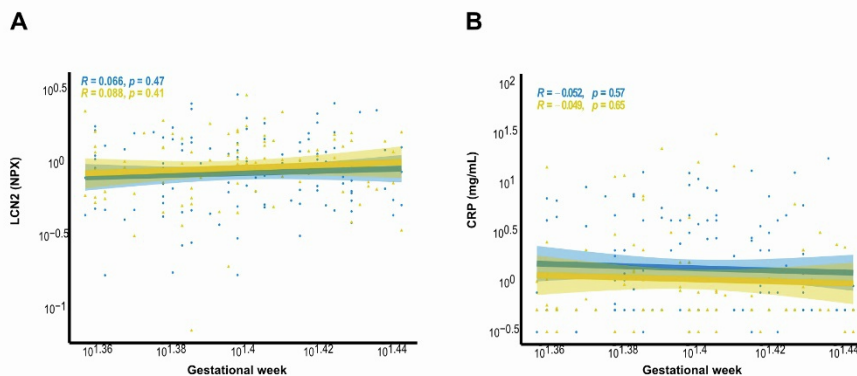 A
R = 0.066, p = 0.47
R = 0.088, p = 0.41
10^0.5
10^0
10^−0.5
10^−1
LCN2 (NPX)
10^1.36
10^1.38
10^1.4
10^1.42
10^1.44
Gestational week
B
R = −0.052, p = 0.57
R = −0.049, p = 0.65
10^2
10^1.5
10^1
10^0.5
10^0
10^−0.5
CRP (mg/mL)
10^1.36
10^1.38
10^1.4
10^1.42
10^1.44
Gestational week